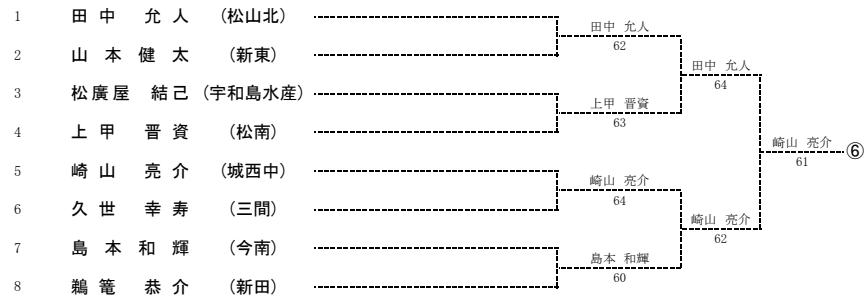 1 田中 允人 (松山北)
田中 允人
62
2 山本健太 (新東)
田中 允人
64
3 松廣屋 結己 (宇和島水産)
上甲 晋資
63
4 上甲 晋資 (松南)
崎山 亮介 ⑥
61
5 崎山 亮介 (城西中)
崎山 亮介
64
6 久世 幸寿 (三間)
崎山 亮介
62
7 島本和輝 (今南)
島本 和輝
60
8 鵜篭 恭介 (新田)